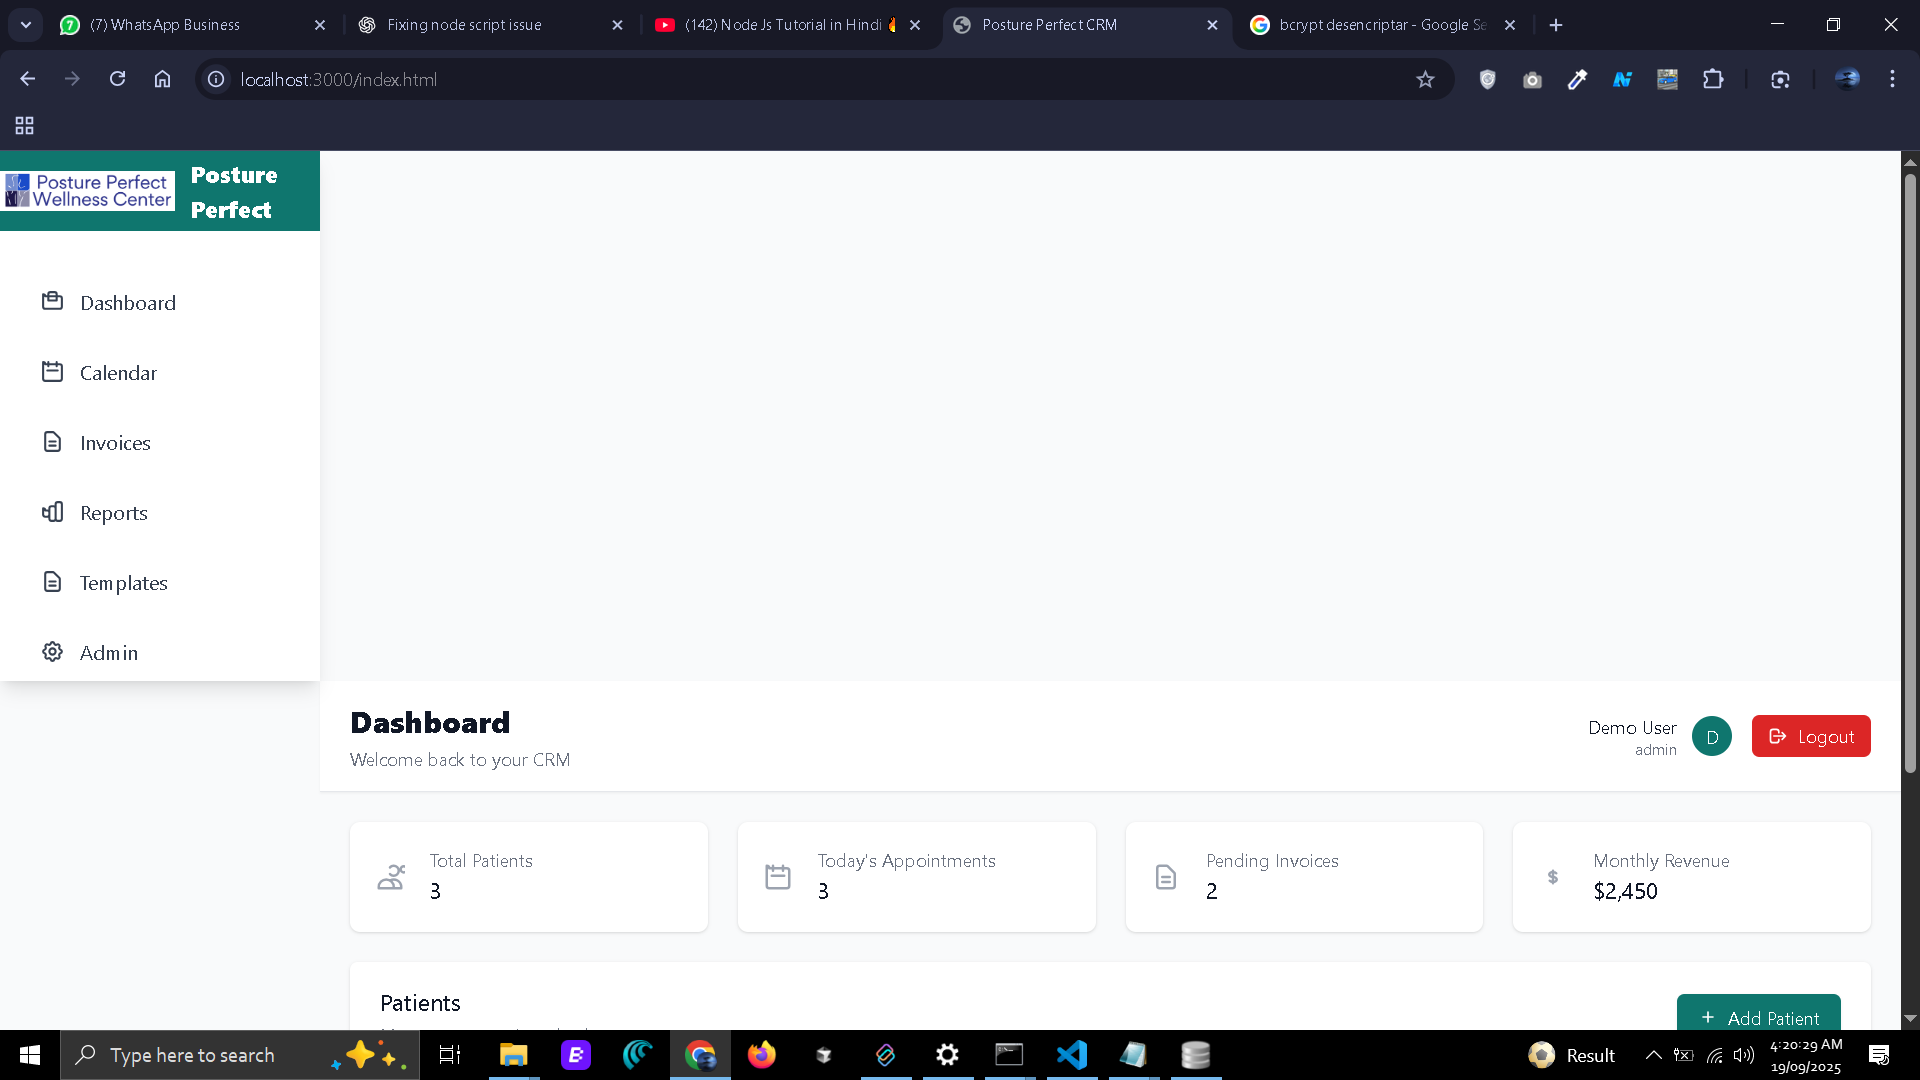 (7) WhatsApp Business
Fixing node script issue
(142) Node Js Tutorial in Hindi
Posture Perfect CRM
bcrypt desencriptar - Google Se
localhost:3000/index.html
Posture Perfect
Wellness Center
Posture
Perfect
Dashboard
Calendar
Invoices
Reports
Templates
Admin
Dashboard
Welcome back to your CRM
Demo User
admin
D
Logout
Total Patients
3
Today's Appointments
3
Pending Invoices
2
$
Monthly Revenue
$2,450
Patients
+ Add Patient
Type here to search
Result
4:20:29 AM
19/09/2025